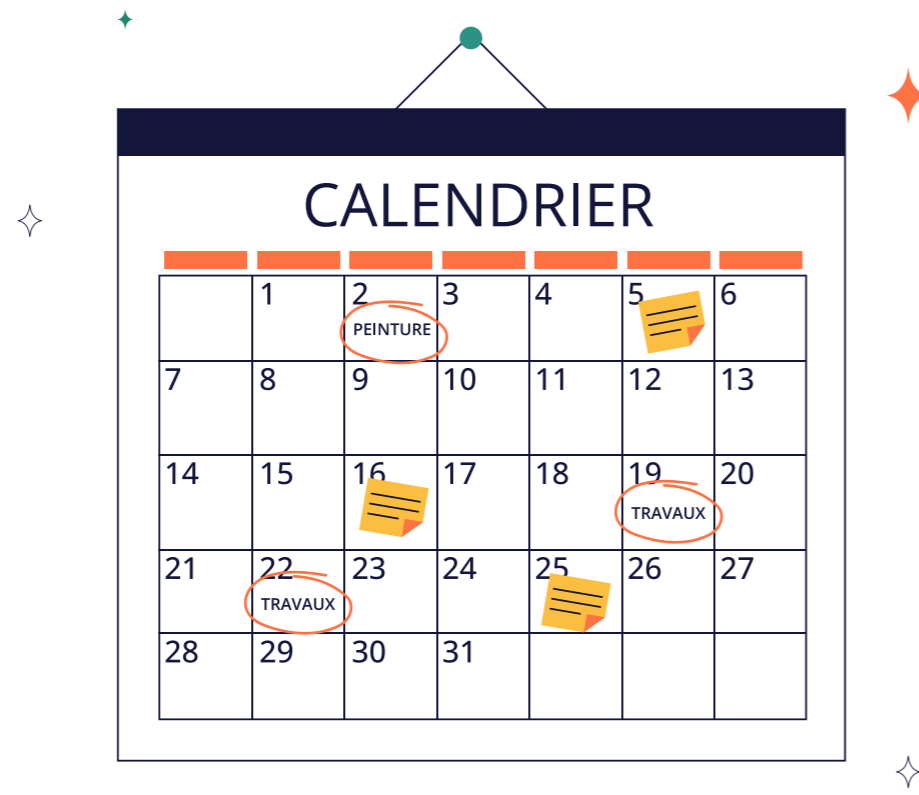 CALENDRIER
1 2 3 4 5 6
PEINTURE
7 8 9 10 11 12 13
14 15 16 17 18 19 20
TRAVAUX
21 22 23 24 25 26 27
TRAVAUX
28 29 30 31